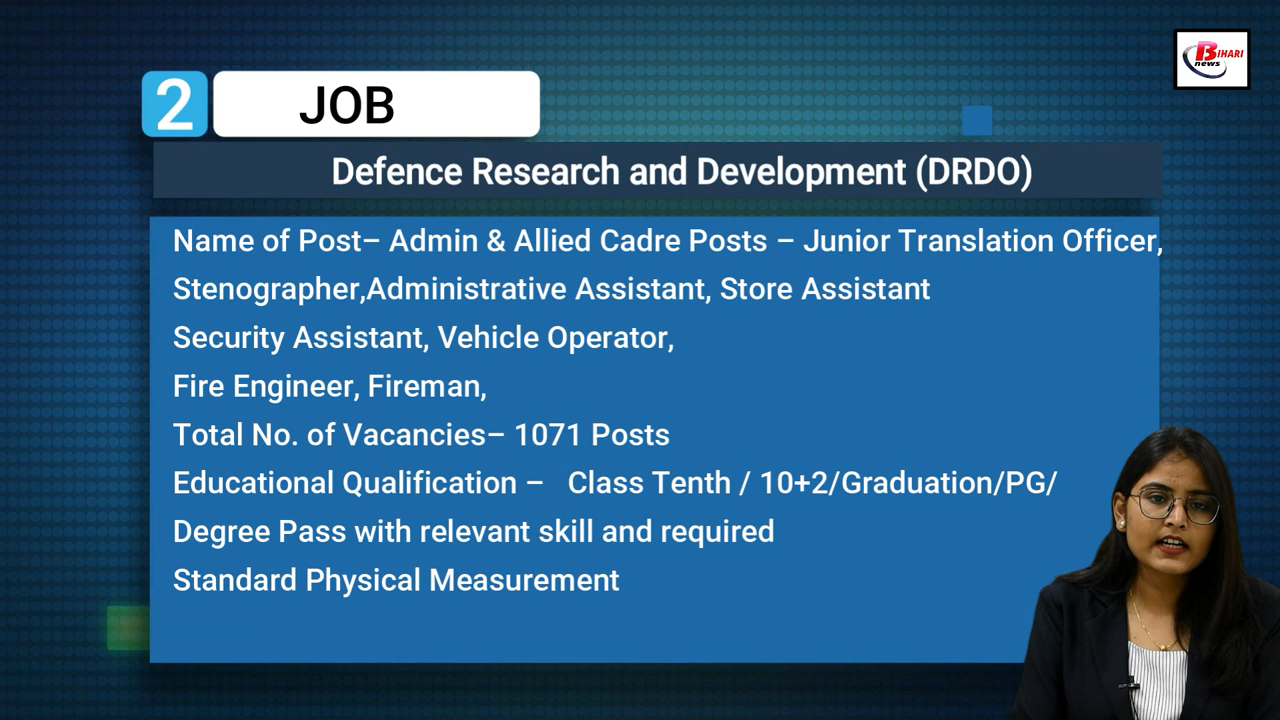 BIHARI
news
2 JOB
Defence Research and Development (DRDO)
Name of Post– Admin & Allied Cadre Posts – Junior Translation Officer,
Stenographer,Administrative Assistant, Store Assistant
Security Assistant, Vehicle Operator,
Fire Engineer, Fireman,
Total No. of Vacancies– 1071 Posts
Educational Qualification – Class Tenth / 10+2/Graduation/PG/
Degree Pass with relevant skill and required
Standard Physical Measurement